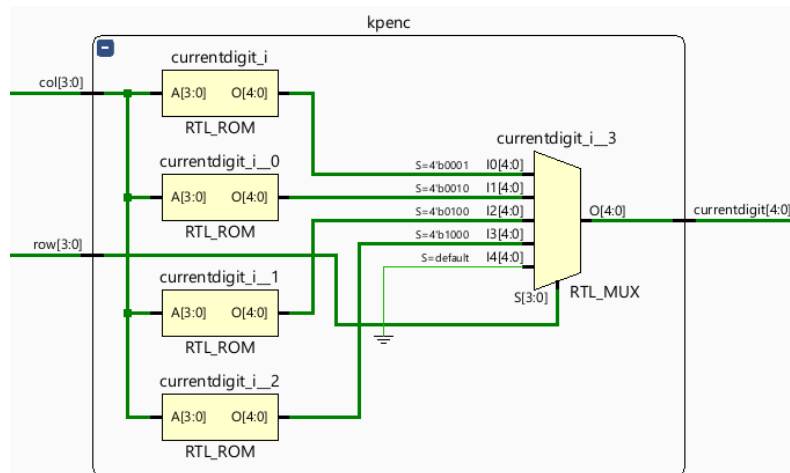 kpenc
currentdigit_i
col[3:0]
A[3:0] O[4:0]
RTL_ROM
currentdigit_i__0
A[3:0] O[4:0]
RTL_ROM
row[3:0]
currentdigit_i__1
A[3:0] O[4:0]
RTL_ROM
currentdigit_i__2
A[3:0] O[4:0]
RTL_ROM
currentdigit_i__3
S=4'b0001 I0[4:0]
S=4'b0010 I1[4:0]
S=4'b0100 I2[4:0]
S=4'b1000 I3[4:0]
S=default I4[4:0]
O[4:0]
S[3:0]
RTL_MUX
currentdigit[4:0]